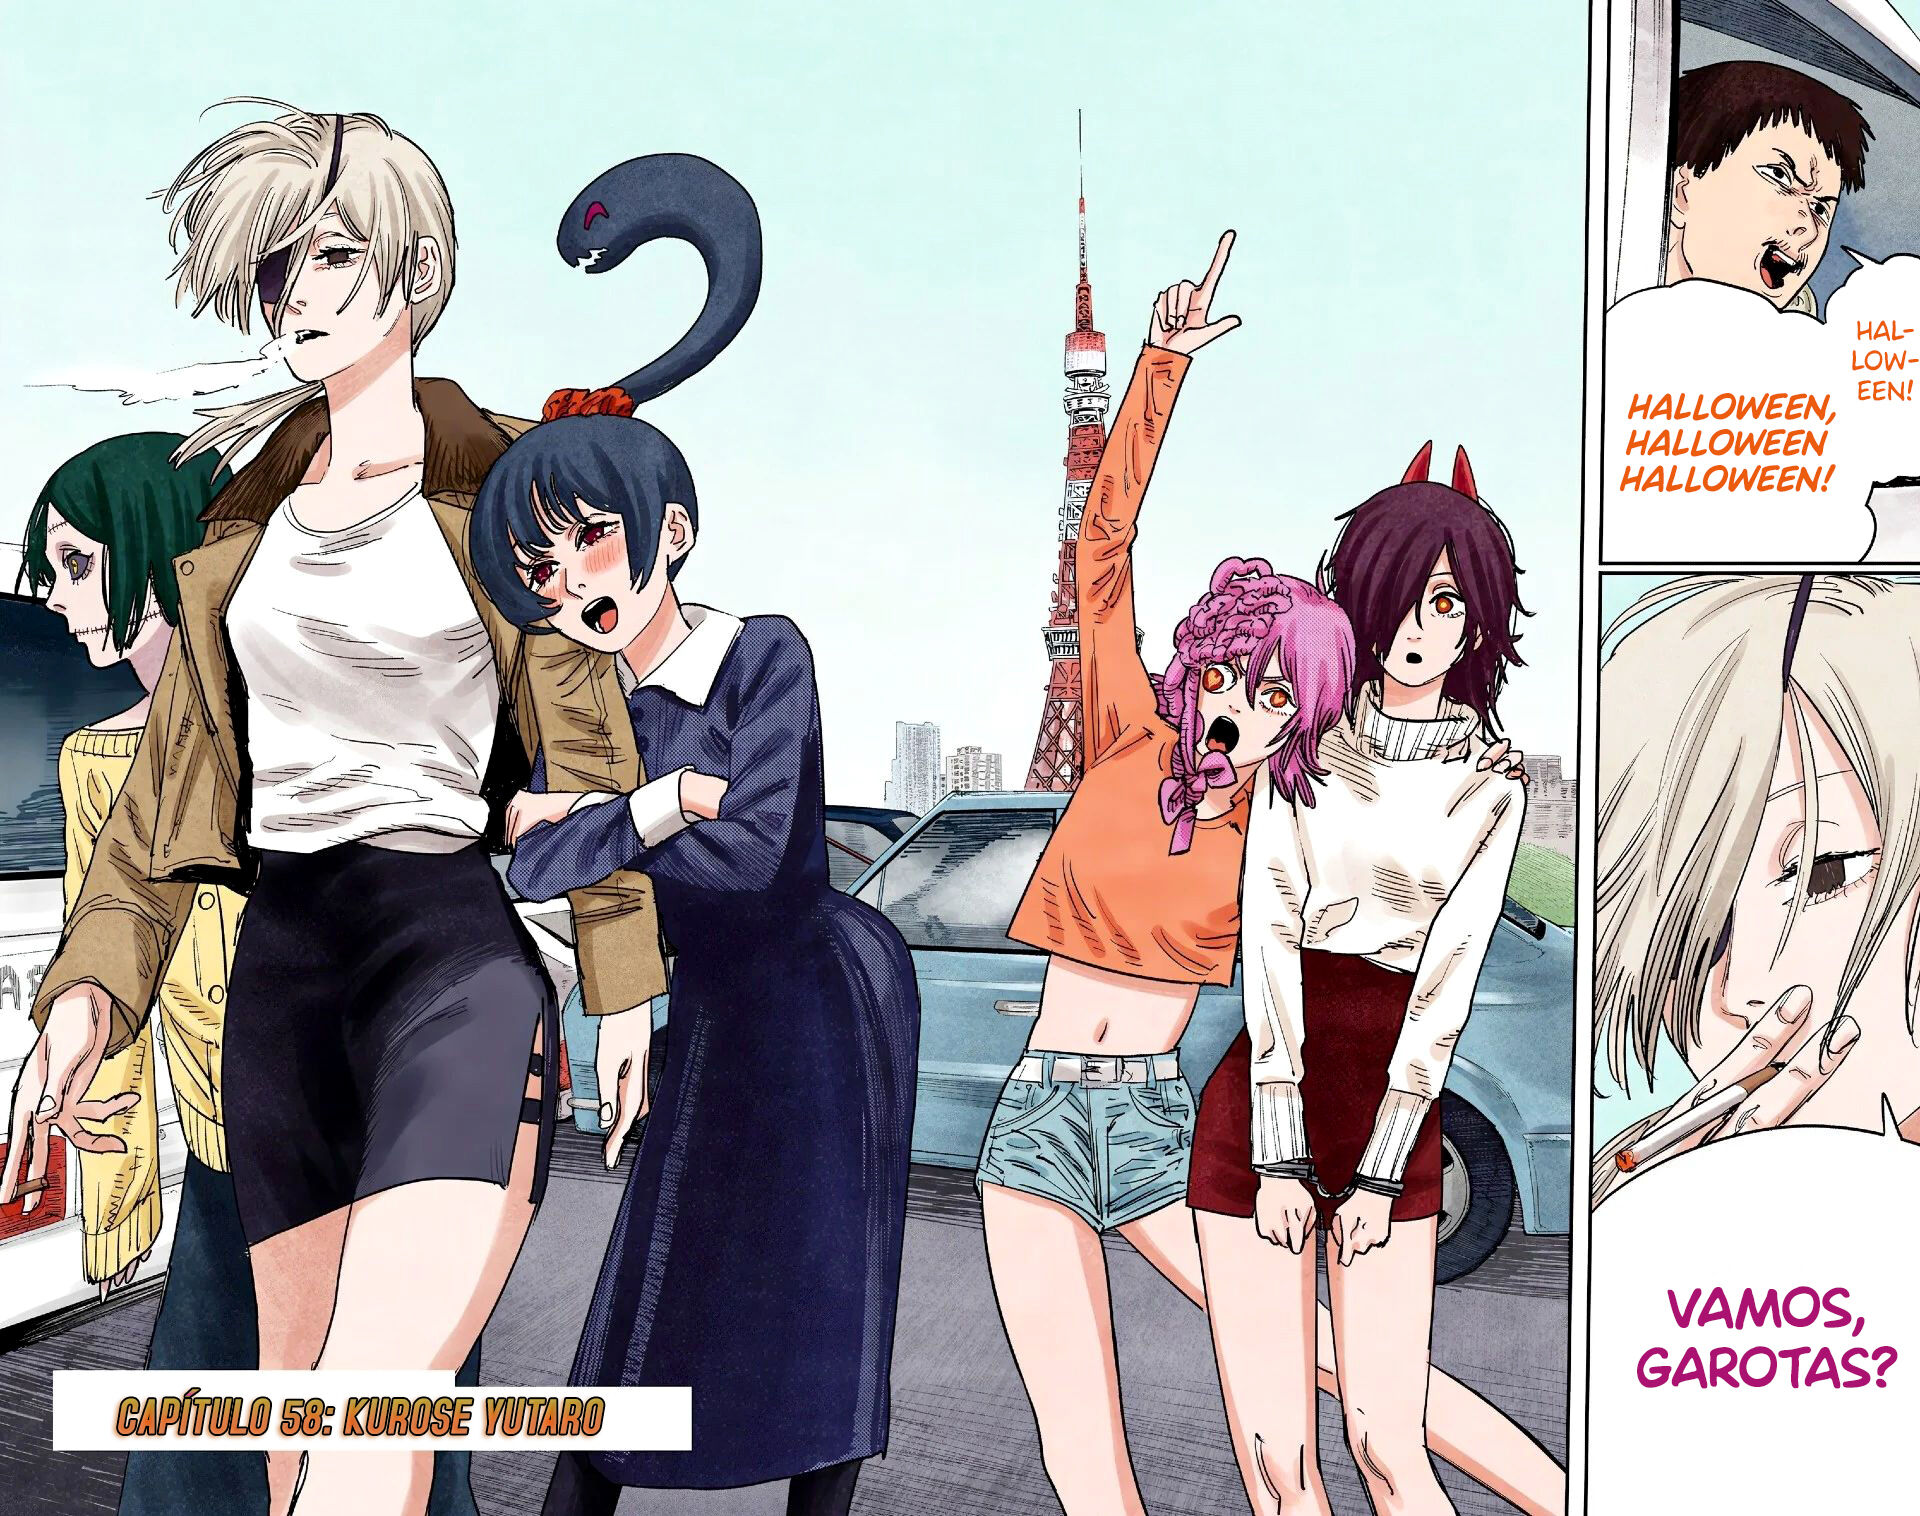 HAL-
LOW-
EEN!
HALLOWEEN,
HALLOWEEN
HALLOWEEN!
VAMOS,
GAROTAS?
CAPÍTULO 58: KUROSE YUTARO